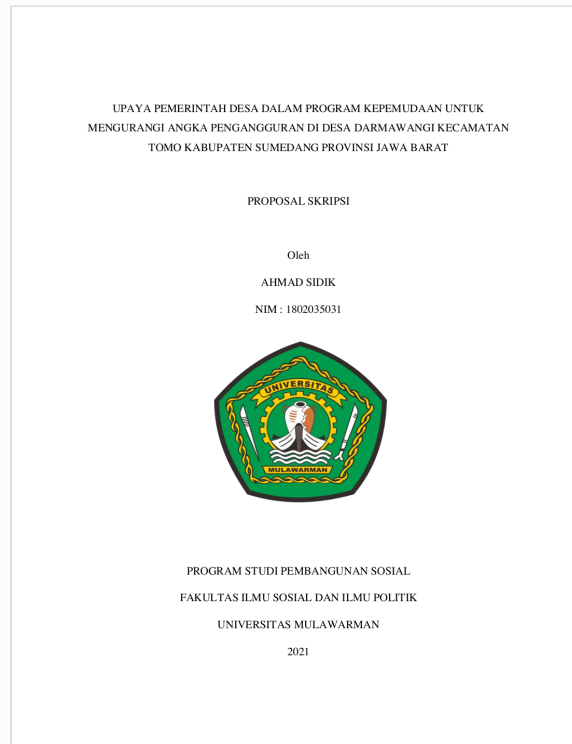 UPAYA PEMERINTAH DESA DALAM PROGRAM KEPEMUDAAN UNTUK
MENGURANGI ANGKA PENGANGGURAN DI DESA DARMAWANGI KECAMATAN
TOMO KABUPATEN SUMEDANG PROVINSI JAWA BARAT
PROPOSAL SKRIPSI
Oleh
AHMAD SIDIK
NIM : 1802035031
UNIVERSITAS
MULAWARMAN
PROGRAM STUDI PEMBANGUNAN SOSIAL
FAKULTAS ILMU SOSIAL DAN ILMU POLITIK
UNIVERSITAS MULAWARMAN
2021